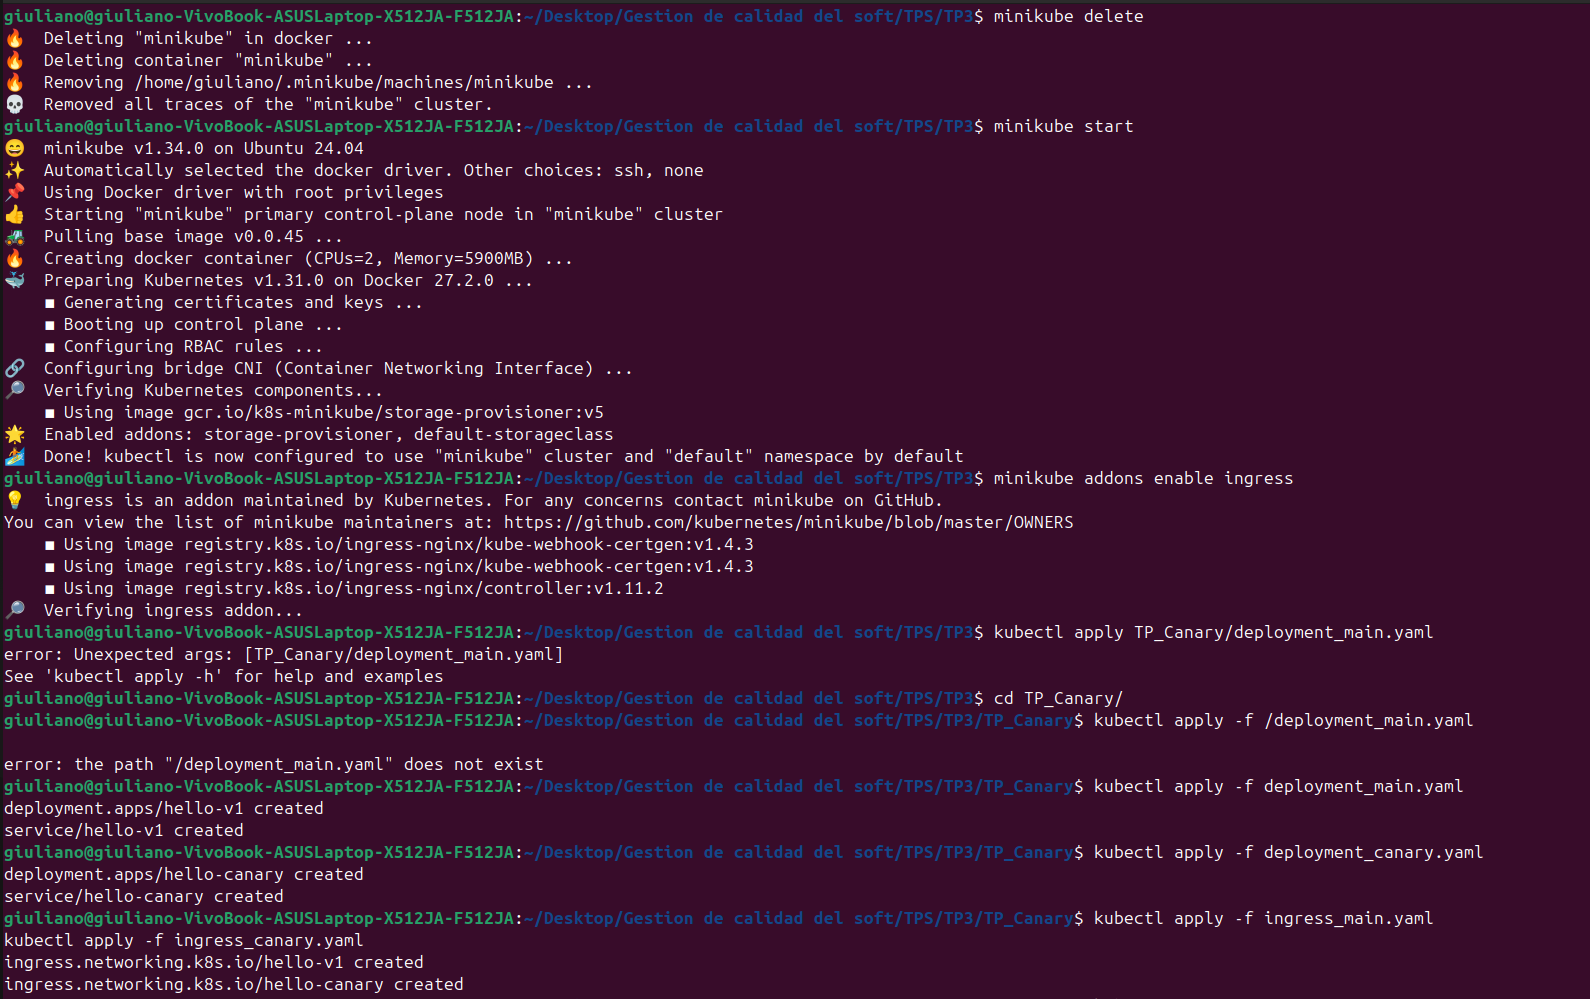 giuliano@giuliano-VivoBook-ASUSLaptop-X512JA-F512JA:~/Desktop/Gestion de calidad del soft/TPS/TP3$ minikube delete
🔥  Deleting "minikube" in docker ...
🔥  Deleting container "minikube" ...
🔥  Removing /home/giuliano/.minikube/machines/minikube ...
💀  Removed all traces of the "minikube" cluster.
giuliano@giuliano-VivoBook-ASUSLaptop-X512JA-F512JA:~/Desktop/Gestion de calidad del soft/TPS/TP3$ minikube start
😄  minikube v1.34.0 on Ubuntu 24.04
✨  Automatically selected the docker driver. Other choices: ssh, none
📌  Using Docker driver with root privileges
👍  Starting "minikube" primary control-plane node in "minikube" cluster
🚜  Pulling base image v0.0.45 ...
🔥  Creating docker container (CPUs=2, Memory=5900MB) ...
🐳  Preparing Kubernetes v1.31.0 on Docker 27.2.0 ...
    ▪ Generating certificates and keys ...
    ▪ Booting up control plane ...
    ▪ Configuring RBAC rules ...
🔗  Configuring bridge CNI (Container Networking Interface) ...
🔎  Verifying Kubernetes components...
    ▪ Using image gcr.io/k8s-minikube/storage-provisioner:v5
🌟  Enabled addons: storage-provisioner, default-storageclass
🏄  Done! kubectl is now configured to use "minikube" cluster and "default" namespace by default
giuliano@giuliano-VivoBook-ASUSLaptop-X512JA-F512JA:~/Desktop/Gestion de calidad del soft/TPS/TP3$ minikube addons enable ingress
💡  ingress is an addon maintained by Kubernetes. For any concerns contact minikube on GitHub.
You can view the list of minikube maintainers at: https://github.com/kubernetes/minikube/blob/master/OWNERS
    ▪ Using image registry.k8s.io/ingress-nginx/kube-webhook-certgen:v1.4.3
    ▪ Using image registry.k8s.io/ingress-nginx/kube-webhook-certgen:v1.4.3
    ▪ Using image registry.k8s.io/ingress-nginx/controller:v1.11.2
🔎  Verifying ingress addon...
giuliano@giuliano-VivoBook-ASUSLaptop-X512JA-F512JA:~/Desktop/Gestion de calidad del soft/TPS/TP3$ kubectl apply TP_Canary/deployment_main.yaml
error: Unexpected args: [TP_Canary/deployment_main.yaml]
See 'kubectl apply -h' for help and examples
giuliano@giuliano-VivoBook-ASUSLaptop-X512JA-F512JA:~/Desktop/Gestion de calidad del soft/TPS/TP3$ cd TP_Canary/
giuliano@giuliano-VivoBook-ASUSLaptop-X512JA-F512JA:~/Desktop/Gestion de calidad del soft/TPS/TP3/TP_Canary$ kubectl apply -f /deployment_main.yaml

error: the path "/deployment_main.yaml" does not exist
giuliano@giuliano-VivoBook-ASUSLaptop-X512JA-F512JA:~/Desktop/Gestion de calidad del soft/TPS/TP3/TP_Canary$ kubectl apply -f deployment_main.yaml
deployment.apps/hello-v1 created
service/hello-v1 created
giuliano@giuliano-VivoBook-ASUSLaptop-X512JA-F512JA:~/Desktop/Gestion de calidad del soft/TPS/TP3/TP_Canary$ kubectl apply -f deployment_canary.yaml
deployment.apps/hello-canary created
service/hello-canary created
giuliano@giuliano-VivoBook-ASUSLaptop-X512JA-F512JA:~/Desktop/Gestion de calidad del soft/TPS/TP3/TP_Canary$ kubectl apply -f ingress_main.yaml
kubectl apply -f ingress_canary.yaml
ingress.networking.k8s.io/hello-v1 created
ingress.networking.k8s.io/hello-canary created